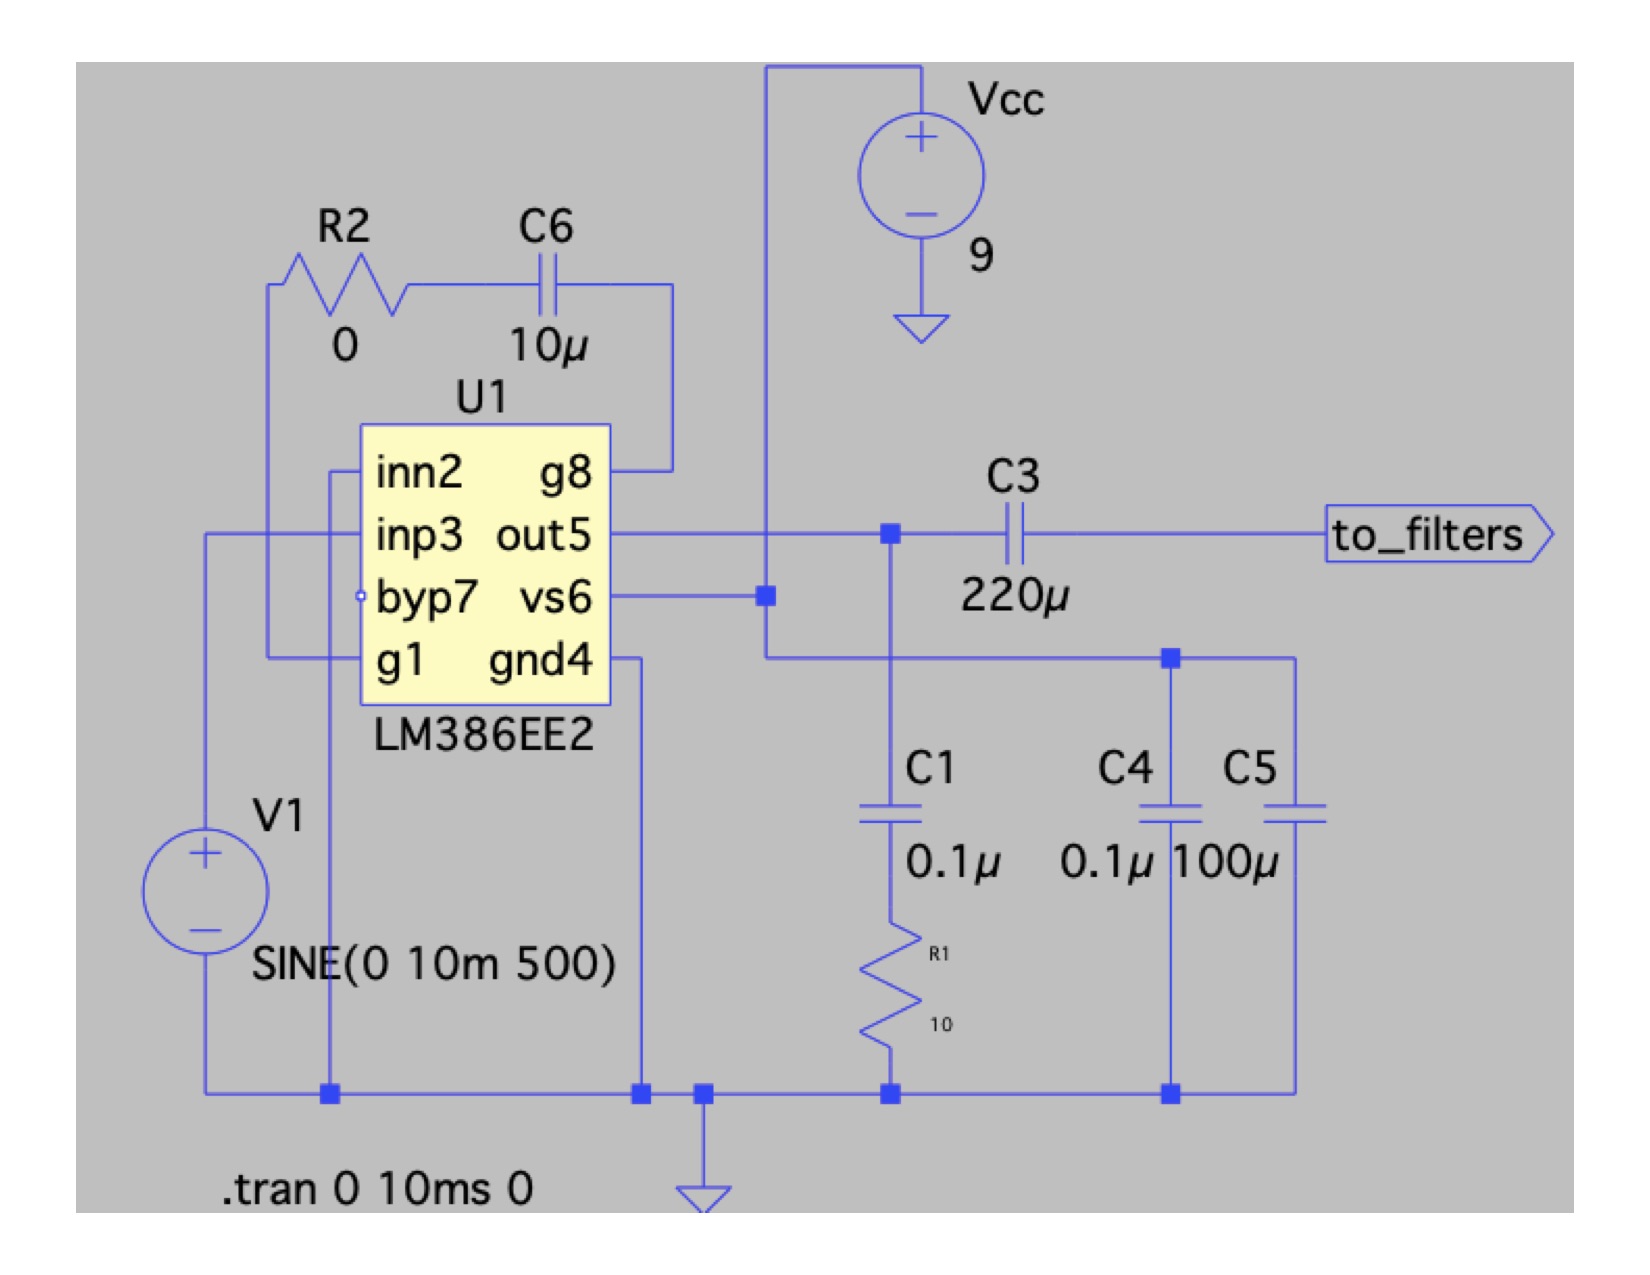 Vcc
9
R2
C6
0
10µ
U1
inn2
g8
inp3
out5
byp7
vs6
g1
gnd4
LM386EE2
C3
220µ
to_filters
V1
SINE(0 10m 500)
C1
C4
C5
0.1µ
0.1µ
100µ
R1
10
.tran 0 10ms 0